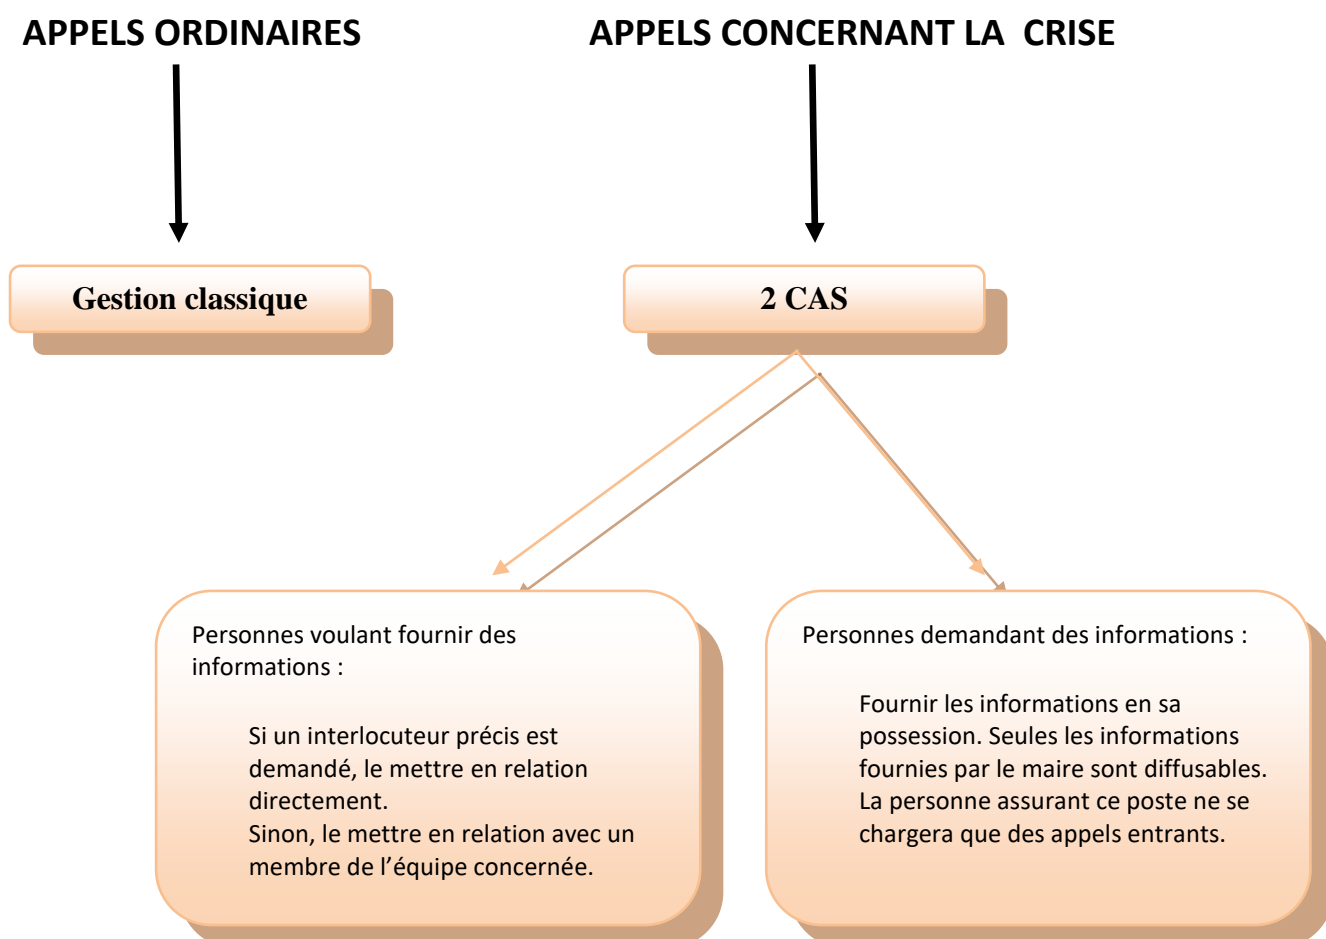 APPELS ORDINAIRES
APPELS CONCERNANT LA CRISE
Gestion classique
2 CAS
Personnes voulant fournir des
informations :
Si un interlocuteur précis est
demandé, le mettre en relation
directement.
Sinon, le mettre en relation avec un
membre de l’équipe concernée.
Personnes demandant des informations :
Fournir les informations en sa
possession. Seules les informations
fournies par le maire sont diffusables.
La personne assurant ce poste ne se
chargera que des appels entrants.